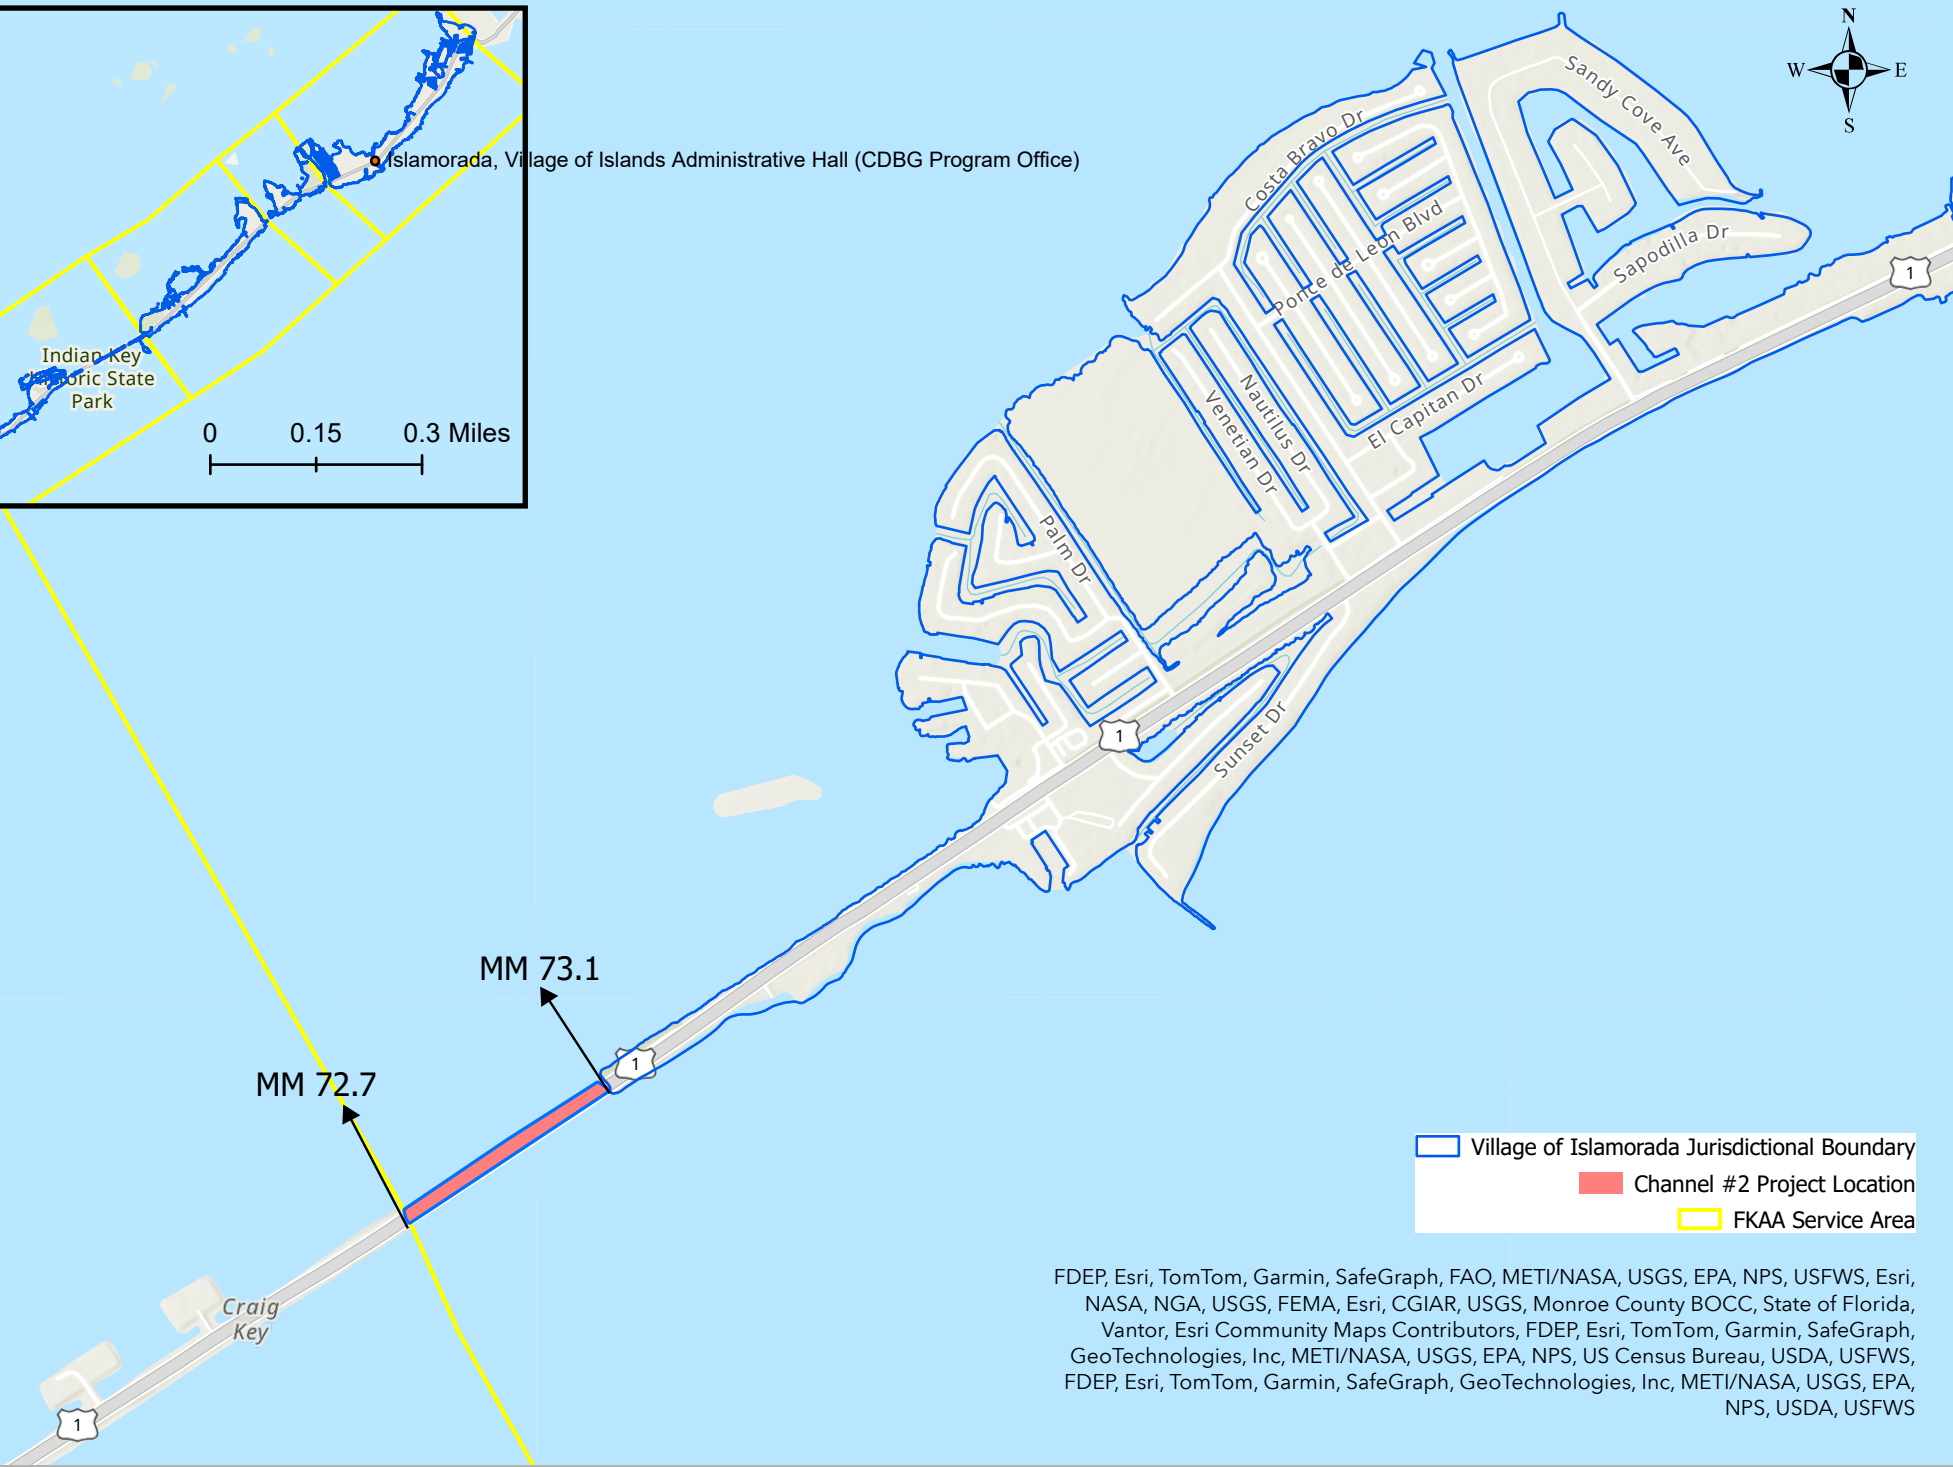 N
W E
S
Islamorada, Village of Islands Administrative Hall (CDBG Program Office)
Indian Key
Historic State
Park
0 0.15 0.3 Miles
Sandy Cove Ave
Costa Bravo Dr
Ponce de Leon Blvd
Sapodilla Dr
1
El Capitan Dr
Nautilus Dr
Venetian Dr
Palm Dr
1
Sunset Dr
MM 73.1
1
MM 72.7
Craig
Key
1
Village of Islamorada Jurisdictional Boundary
Channel #2 Project Location
FKAA Service Area
FDEP, Esri, TomTom, Garmin, SafeGraph, FAO, METI/NASA, USGS, EPA, NPS, USFWS, Esri,
NASA, NGA, USGS, FEMA, Esri, CGIAR, USGS, Monroe County BOCC, State of Florida,
Vantor, Esri Community Maps Contributors, FDEP, Esri, TomTom, Garmin, SafeGraph,
GeoTechnologies, Inc, METI/NASA, USGS, EPA, NPS, US Census Bureau, USDA, USFWS,
FDEP, Esri, TomTom, Garmin, SafeGraph, GeoTechnologies, Inc, METI/NASA, USGS, EPA,
NPS, USDA, USFWS